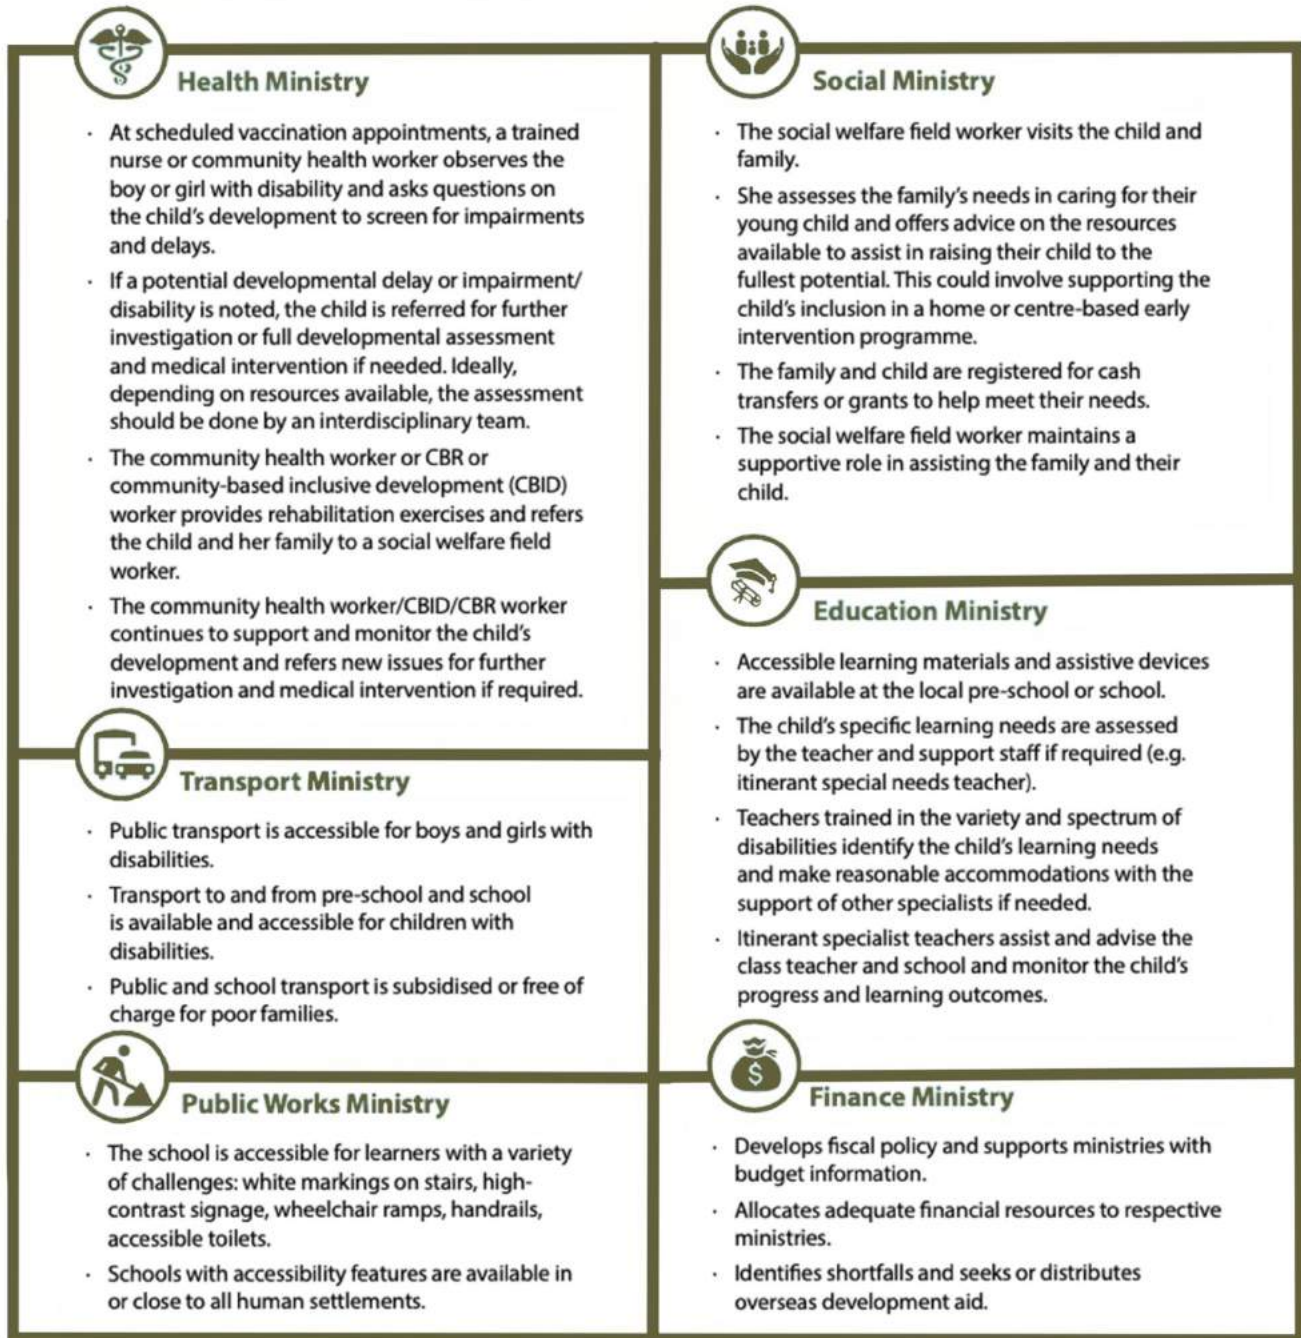 Health Ministry
· At scheduled vaccination appointments, a trained
nurse or community health worker observes the
boy or girl with disability and asks questions on
the child's development to screen for impairments
and delays.
· If a potential developmental delay or impairment/
disability is noted, the child is referred for further
investigation or full developmental assessment
and medical intervention if needed. Ideally,
depending on resources available, the assessment
should be done by an interdisciplinary team.
· The community health worker or CBR or
community-based inclusive development (CBID)
worker provides rehabilitation exercises and refers
the child and her family to a social welfare field
worker.
· The community health worker/CBID/CBR worker
continues to support and monitor the child's
development and refers new issues for further
investigation and medical intervention if required.
Transport Ministry
· Public transport is accessible for boys and girls with
disabilities.
· Transport to and from pre-school and school
is available and accessible for children with
disabilities.
· Public and school transport is subsidised or free of
charge for poor families.
Public Works Ministry
· The school is accessible for learners with a variety
of challenges: white markings on stairs, high-
contrast signage, wheelchair ramps, handrails,
accessible toilets.
· Schools with accessibility features are available in
or close to all human settlements.
Social Ministry
· The social welfare field worker visits the child and
family.
· She assesses the family's needs in caring for their
young child and offers advice on the resources
available to assist in raising their child to the
fullest potential. This could involve supporting the
child's inclusion in a home or centre-based early
intervention programme.
· The family and child are registered for cash
transfers or grants to help meet their needs.
· The social welfare field worker maintains a
supportive role in assisting the family and their
child.
Education Ministry
· Accessible learning materials and assistive devices
are available at the local pre-school or school.
· The child's specific learning needs are assessed
by the teacher and support staff if required (e.g.
itinerant special needs teacher).
· Teachers trained in the variety and spectrum of
disabilities identify the child's learning needs
and make reasonable accommodations with the
support of other specialists if needed.
· Itinerant specialist teachers assist and advise the
class teacher and school and monitor the child's
progress and learning outcomes.
$
Finance Ministry
· Develops fiscal policy and supports ministries with
budget information.
· Allocates adequate financial resources to respective
ministries.
· Identifies shortfalls and seeks or distributes
overseas development aid.